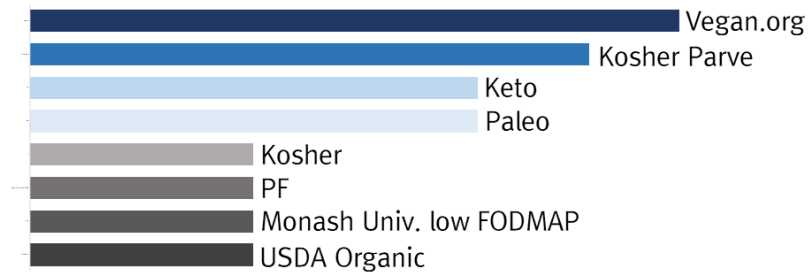 Vegan.org
Kosher Parve
Keto
Paleo
Kosher
PF
Monash Univ. low FODMAP
USDA Organic